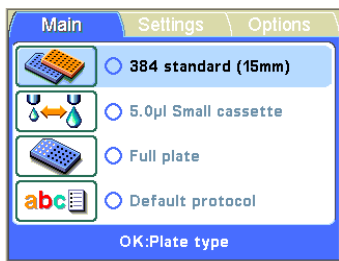 Main Settings Options
384 standard (15mm)
5.0µl Small cassette
Full plate
abc Default protocol
OK:Plate type